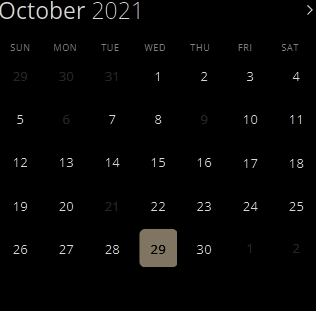 October 2021 >
SUN MON TUE WED THU FRI SAT
29 30 31 1 2 3 4
5 6 7 8 9 10 11
12 13 14 15 16 17 18
19 20 21 22 23 24 25
26 27 28 29 30 1 2